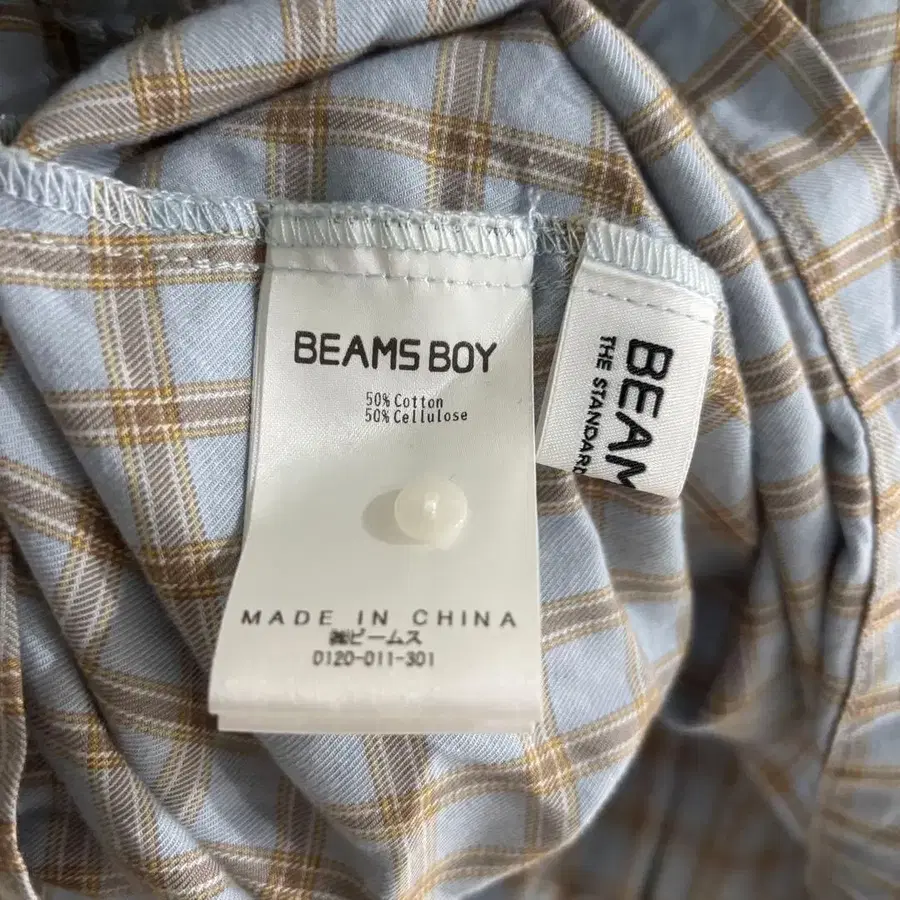 BEAMS BOY
50% Cotton
50% Cellulose
MADE IN CHINA
㈱ビームス
0120-011-301
BEAM
THE STANDARD